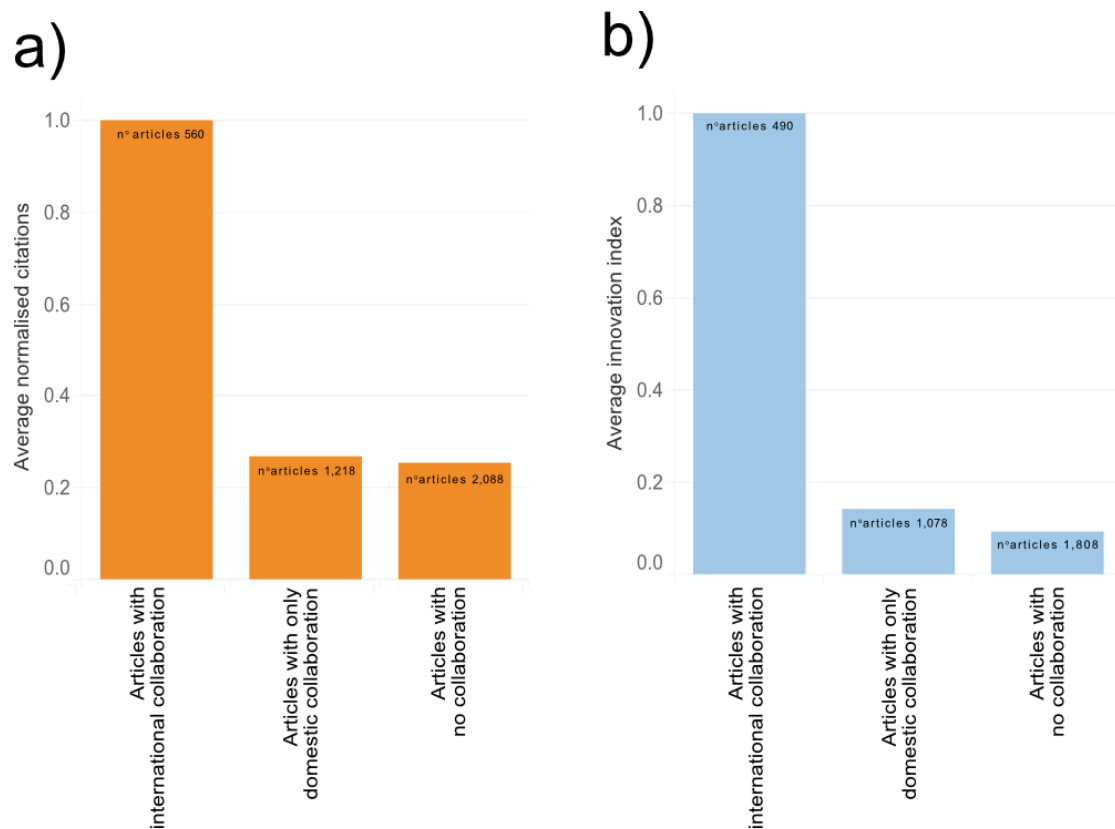 a)
Average normalised citations
1.0
0.8
0.6
0.4
0.2
0.0
n° articles 560
n°articles 1,218
n°articles 2,088
Articles with
international collaboration
Articles with only
domestic collaboration
Articles with
no collaboration
b)
Average innovation index
1.0
0.8
0.6
0.4
0.2
0.0
n°articles 490
n°articles 1,078
n°articles 1,808
Articles with
international collaboration
Articles with only
domestic collaboration
Articles with
no collaboration